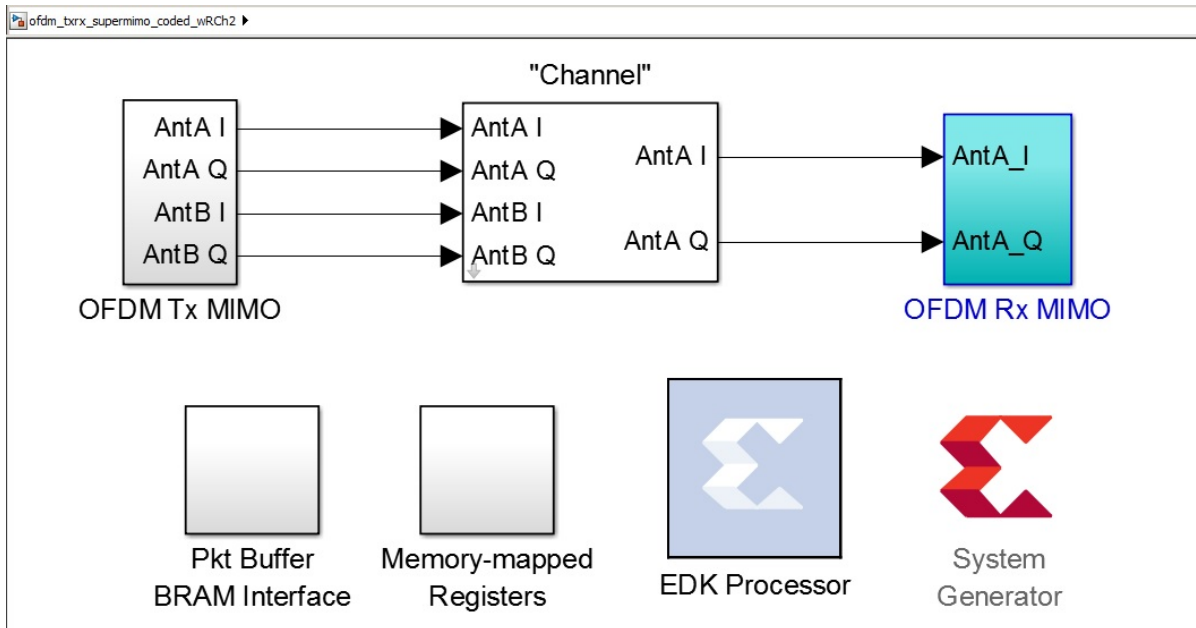 ofdm_txrx_supermimo_coded_wRCh2
"Channel"
AntA I
AntA Q
AntB I
AntB Q
OFDM Tx MIMO
AntA I
AntA Q
AntB I
AntB Q
AntA I
AntA Q
AntA_I
AntA_Q
OFDM Rx MIMO
Pkt Buffer
BRAM Interface
Memory-mapped
Registers
EDK Processor
System
Generator